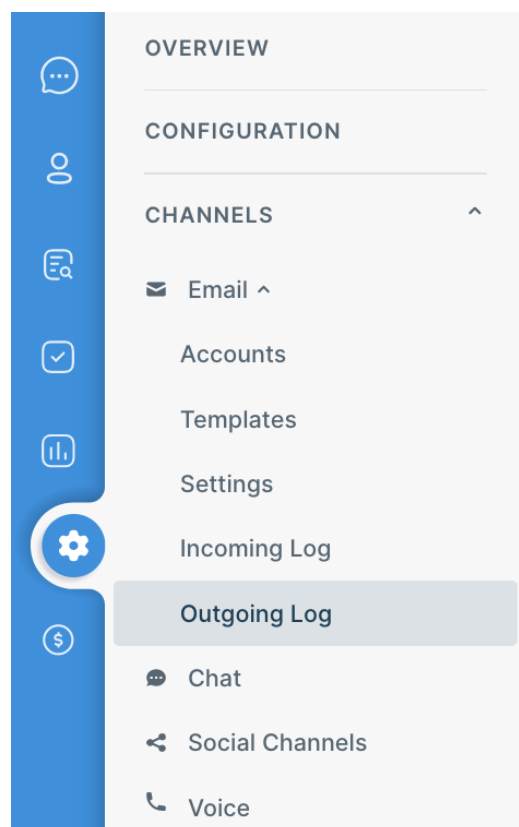 OVERVIEW
CONFIGURATION
CHANNELS
Email
Accounts
Templates
Settings
Incoming Log
Outgoing Log
Chat
Social Channels
Voice